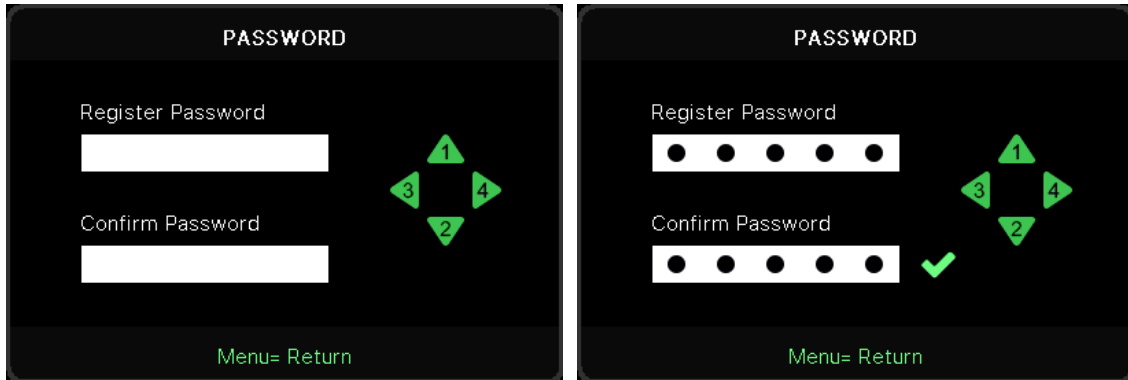 PASSWORD
Register Password
1
3 4
Confirm Password
2
Menu= Return
PASSWORD
Register Password
1
3 4
Confirm Password
2
Menu= Return